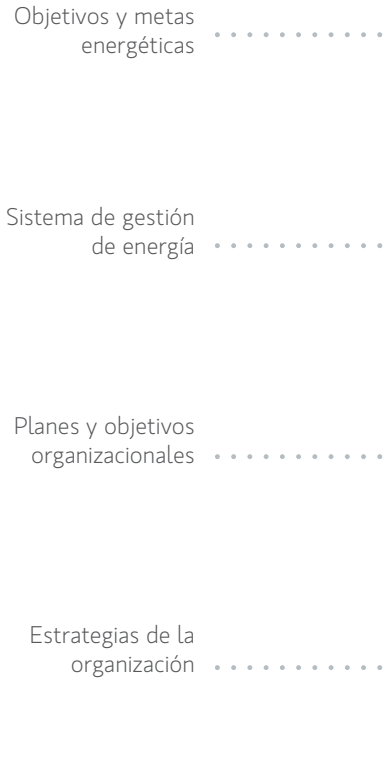 Objetivos y metas
energéticas
Sistema de gestión
de energía
Planes y objetivos
organizacionales
Estrategias de la
organización